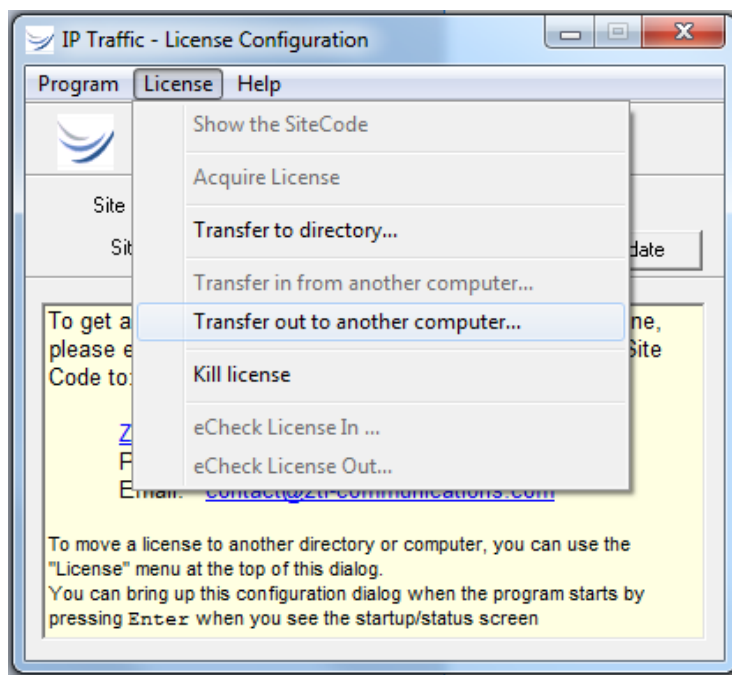 IP Traffic - License Configuration
Program License Help
Show the SiteCode
Acquire License
Site
Transfer to directory...
Sit date
Transfer in from another computer...
To get a ne,
Transfer out to another computer...
please e Site
Code to:
Kill license
Z
eCheck License In ...
P
eCheck License Out...
Email: contact@zti-communications.com
To move a license to another directory or computer, you can use the
"License" menu at the top of this dialog.
You can bring up this configuration dialog when the program starts by
pressing Enter when you see the startup/status screen